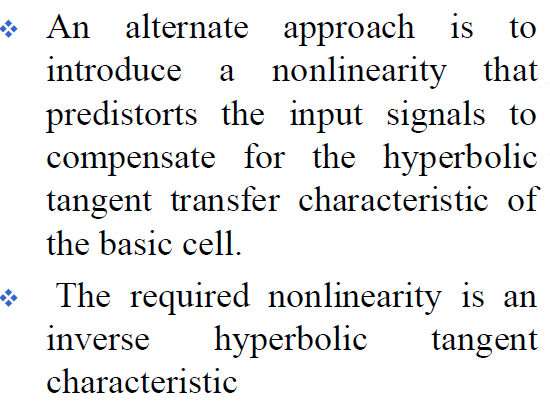 ❖ An alternate approach is to
introduce a nonlinearity that
predistorts the input signals to
compensate for the hyperbolic
tangent transfer characteristic of
the basic cell.
❖ The required nonlinearity is an
inverse hyperbolic tangent
characteristic